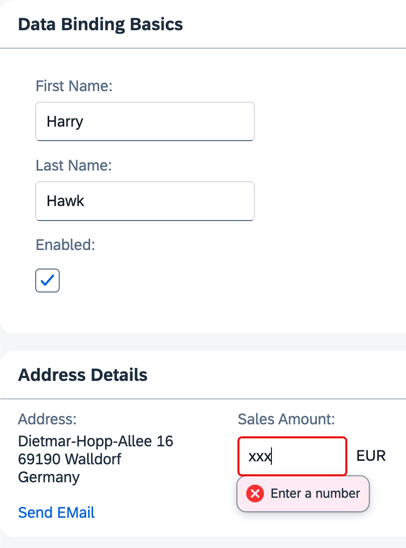 Data Binding Basics
First Name:
Harry
Last Name:
Hawk
Enabled:
Address Details
Address:
Dietmar-Hopp-Allee 16
69190 Walldorf
Germany
Send EMail
Sales Amount:
xxx EUR
Enter a number